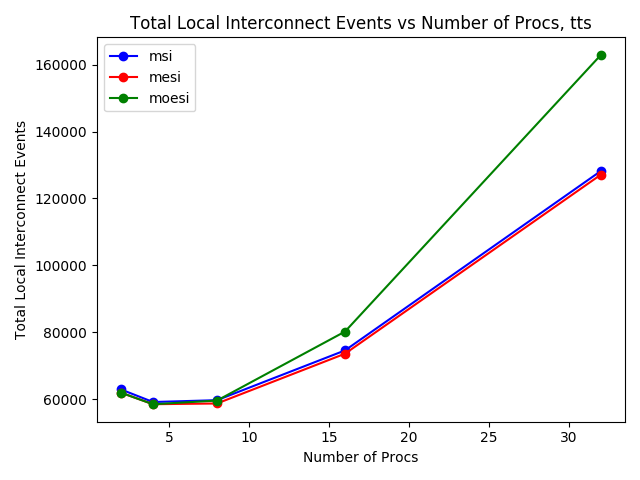 Total Local Interconnect Events vs Number of Procs, tts
msi
mesi
moesi
Total Local Interconnect Events
160000
140000
120000
100000
80000
60000
5 10 15 20 25 30
Number of Procs